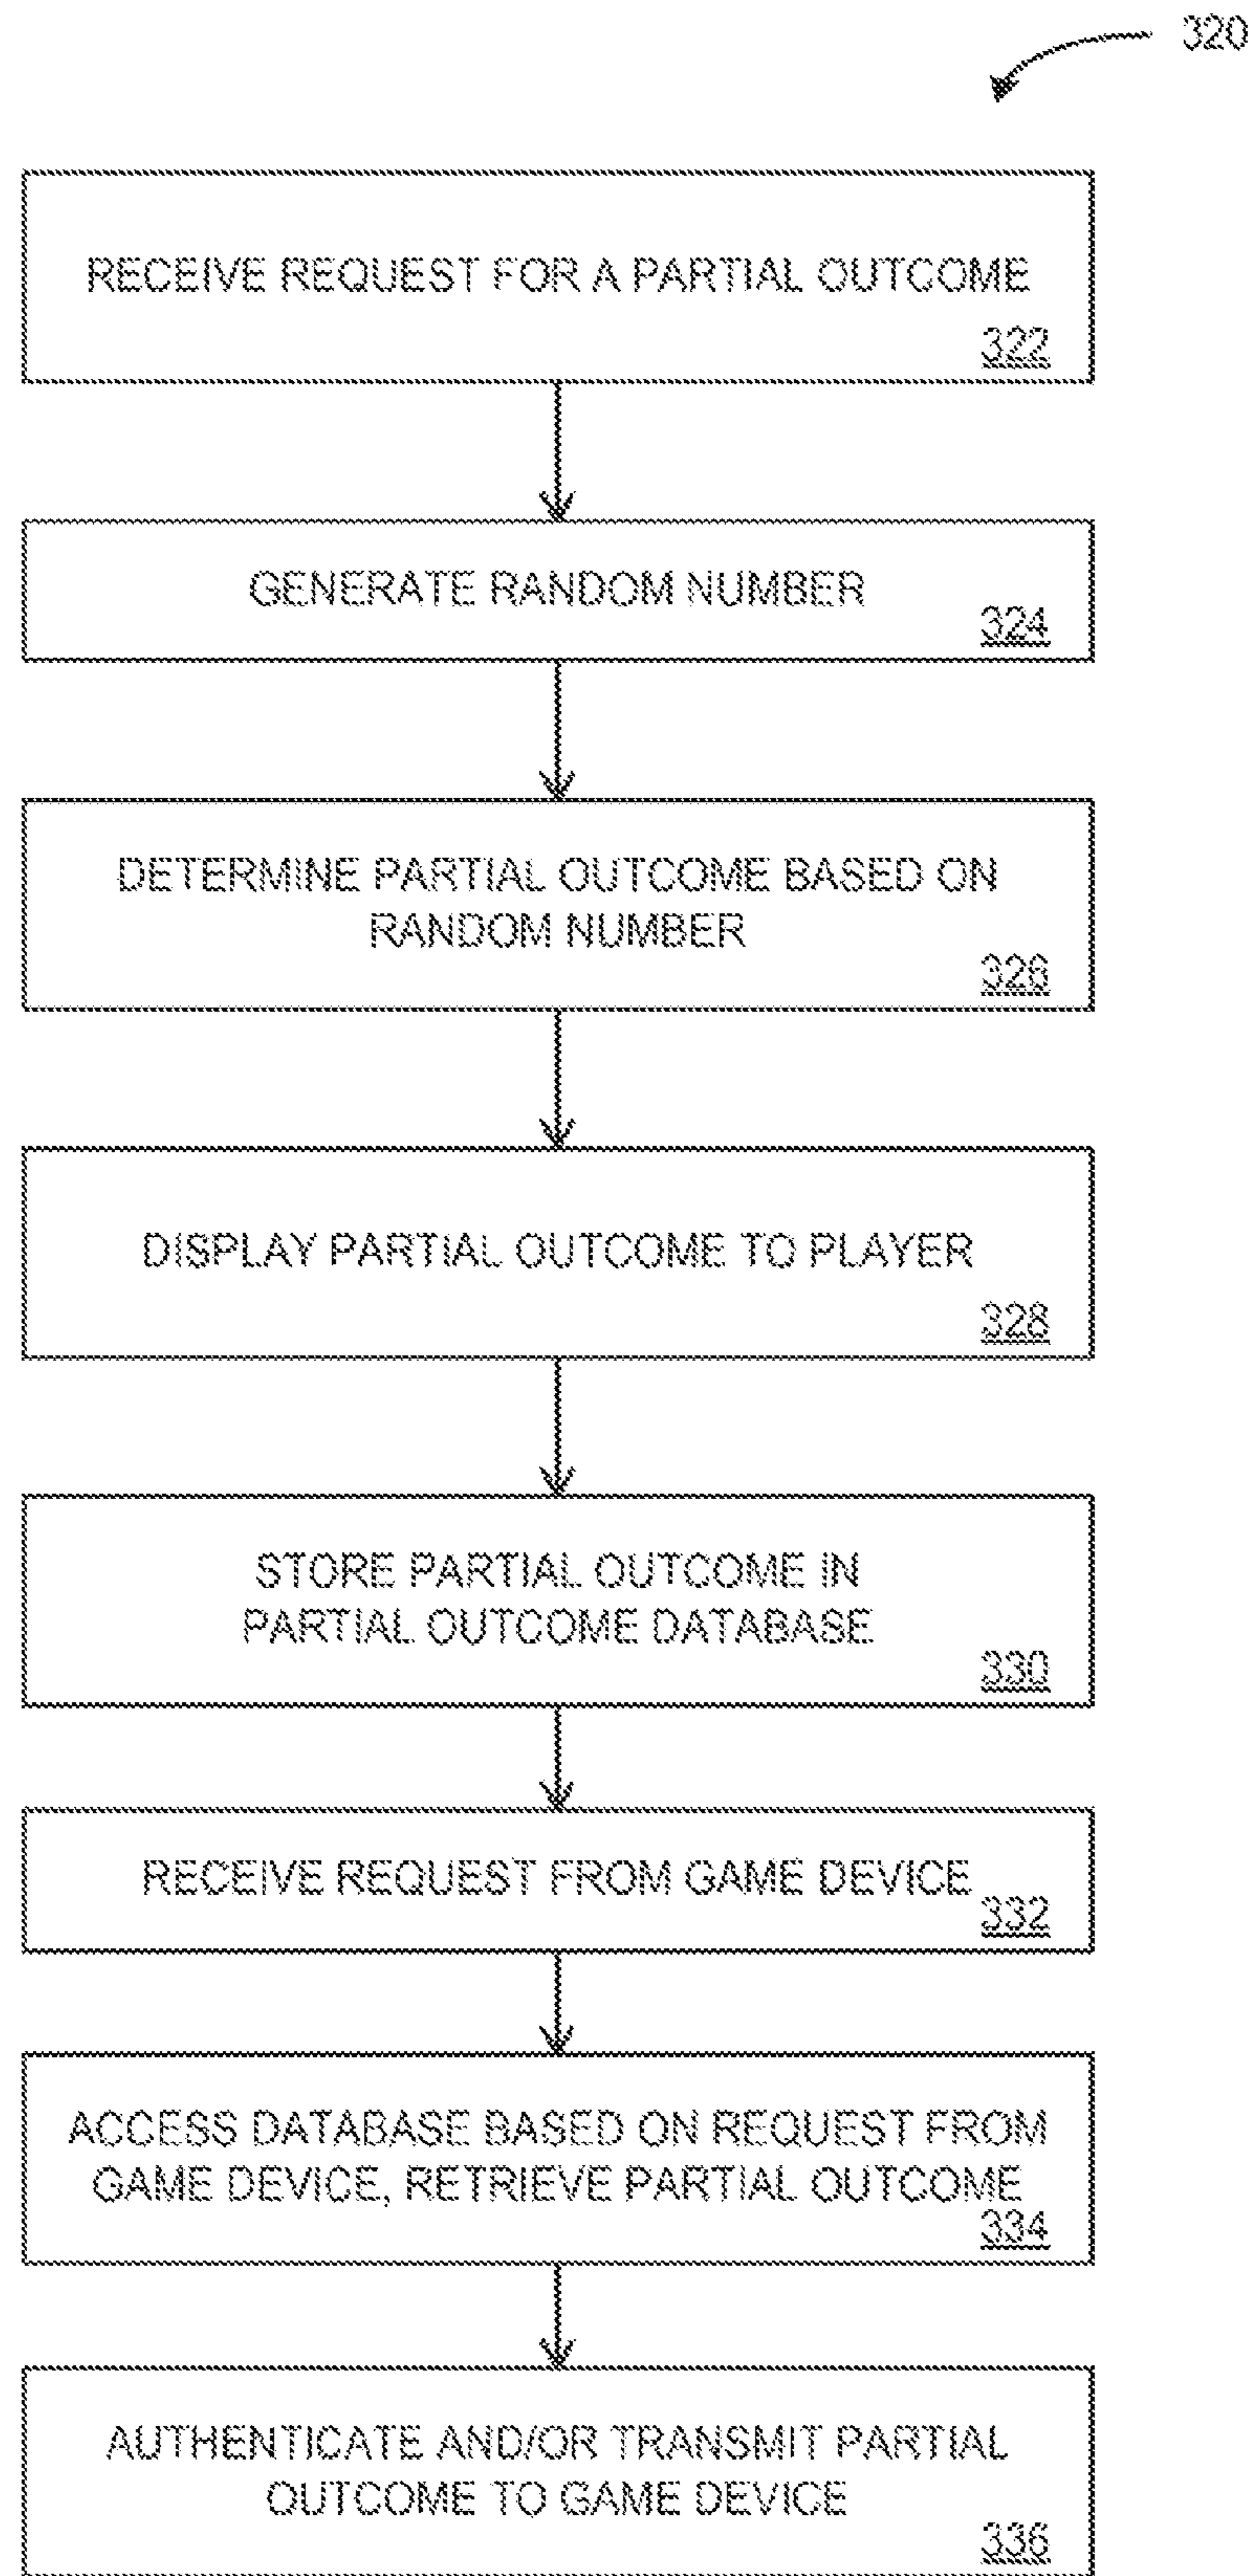 320
RECEIVE REQUEST FOR A PARTIAL OUTCOME
322
GENERATE RANDOM NUMBER
324
DETERMINE PARTIAL OUTCOME BASED ON
RANDOM NUMBER
326
DISPLAY PARTIAL OUTCOME TO PLAYER
328
STORE PARTIAL OUTCOME IN
PARTIAL OUTCOME DATABASE
330
RECEIVE REQUEST FROM GAME DEVICE
332
ACCESS DATABASE BASED ON REQUEST FROM
GAME DEVICE, RETRIEVE PARTIAL OUTCOME
334
AUTHENTICATE AND/OR TRANSMIT PARTIAL
OUTCOME TO GAME DEVICE
336